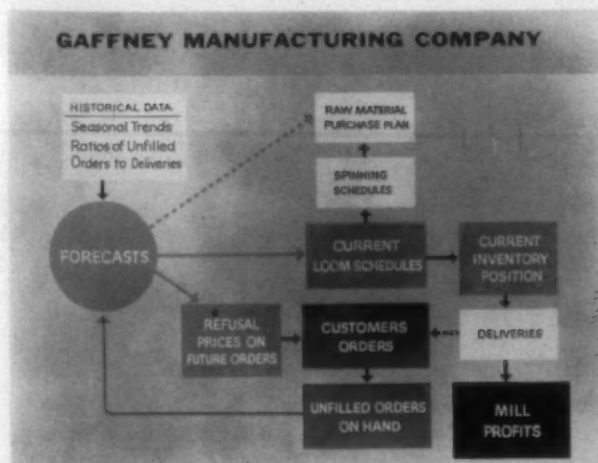 GAFFNEY MANUFACTURING COMPANY
HISTORICAL DATA
Seasonal Trends
Ratios of Unfilled
Orders to Deliveries
RAW MATERIAL
PURCHASE PLAN
SPINNING
SCHEDULES
FORECASTS
CURRENT
LOOM SCHEDULES
CURRENT
INVENTORY
POSITION
REFUSAL
PRICES ON
FUTURE ORDERS
CUSTOMERS
ORDERS
DELIVERIES
UNFILLED ORDERS
ON HAND
MILL
PROFITS